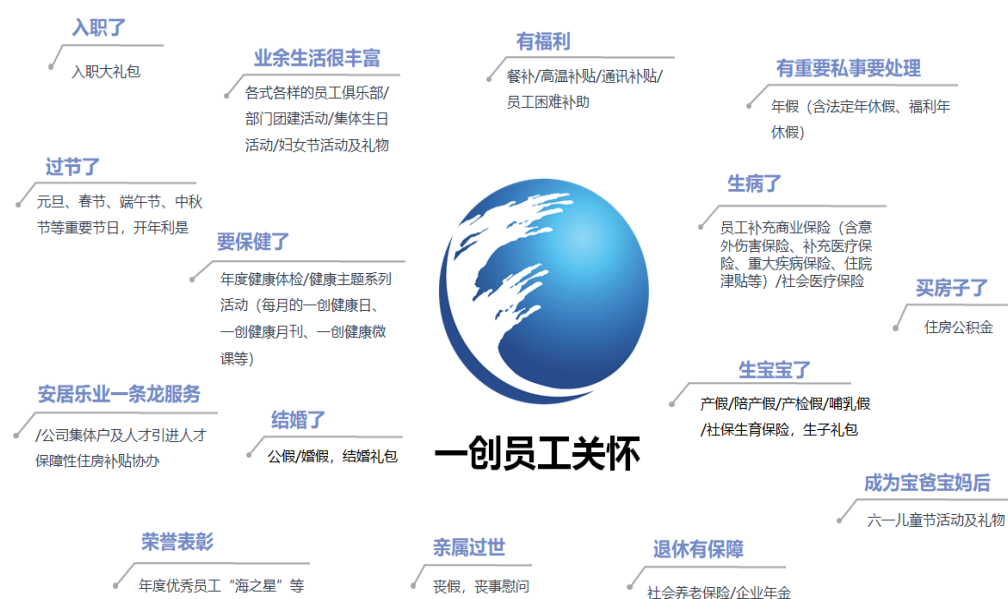 入职了
入职大礼包
业余生活很丰富
各式各样的员工俱乐部/
部门团建活动/集体生日
活动/妇女节活动及礼物
有福利
餐补/高温补贴/通讯补贴/
员工困难补助
有重要私事要处理
年假（含法定年休假、福利年
休假）
过节了
元旦、春节、端午节、中秋
节等重要节日，开年利是
要保健了
年度健康体检/健康主题系列
活动（每月的一创健康日、
一创健康月刊、一创健康微
课等）
生病了
员工补充商业保险（含意
外伤害保险、补充医疗保
险、重大疾病保险、住院
津贴等）/社会医疗保险
买房子了
住房公积金
安居乐业一条龙服务
/公司集体户及人才引进人才
保障性住房补贴协办
结婚了
公假/婚假，结婚礼包
一创员工关怀
生宝宝了
产假/陪产假/产检假/哺乳假
/社保生育保险，生子礼包
成为宝爸宝妈后
六一儿童节活动及礼物
荣誉表彰
年度优秀员工“海之星”等
亲属过世
丧假，丧事慰问
退休有保障
社会养老保险/企业年金